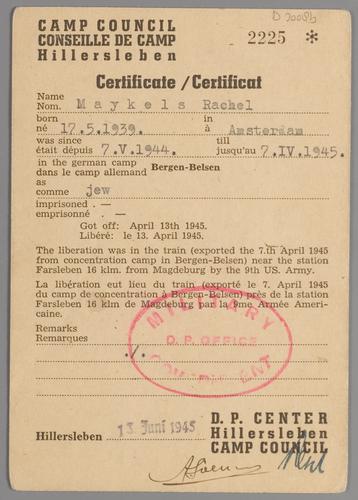 D 20086
CAMP COUNCIL
CONSEILLE DE CAMP
Hillersleben
2225 *
Certificate / Certificat
Name
Nom. Maykels Rachel
born in
né 17.5.1939. à Amsterdam
was since till
était dépuis 7.V.1944. jusqu'au 7.IV.1945.
in the german camp
dans le camp allemand Bergen-Belsen
as
comme jew
imprisoned . —
emprisonné . —
Got off: April 13th 1945.
Libéré: le 13. April 1945.
The liberation was in the train (exported the 7.th April 1945
from concentration camp in Bergen-Belsen) near the station
Farsleben 16 klm. from Magdeburg by the 9th US. Army.
La libération eut lieu du train (exporté le 7. April 1945
du camp de concentration à Bergen-Belsen) près de la station
Farsleben 16 klm de Magdeburg par la 9me Armée Ameri-
caine.
Remarks
Remarques
./.
MILITARY
D. P. OFFICE
Hillersleben 13. Juni 1945
D. P. CENTER
Hillersleben
CAMP COUNCIL